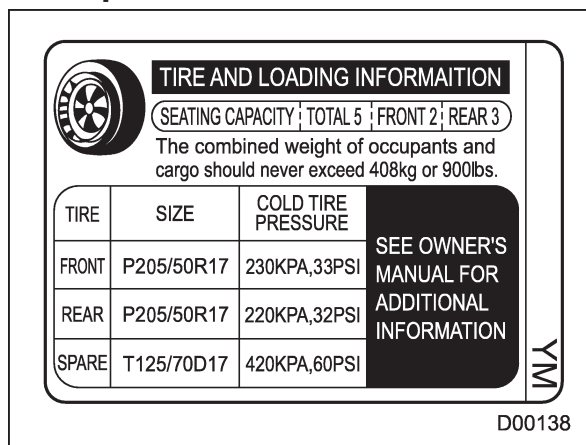 TIRE AND LOADING INFORMAITION
SEATING CAPACITY TOTAL 5 FRONT 2 REAR 3
The combined weight of occupants and
cargo should never exceed 408kg or 900lbs.
TIRE SIZE COLD TIRE PRESSURE
FRONT P205/50R17 230KPA,33PSI
REAR P205/50R17 220KPA,32PSI
SPARE T125/70D17 420KPA,60PSI
SEE OWNER'S
MANUAL FOR
ADDITIONAL
INFORMATION
YM
D00138